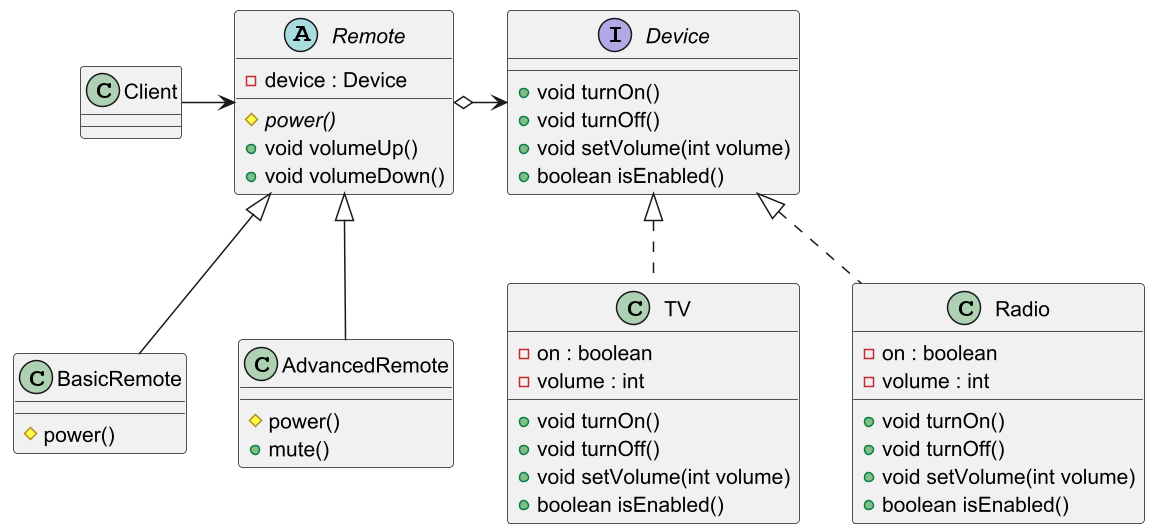 C Client
A Remote
device : Device
power()
void volumeUp()
void volumeDown()
I Device
void turnOn()
void turnOff()
void setVolume(int volume)
boolean isEnabled()
C BasicRemote
power()
C AdvancedRemote
power()
mute()
C TV
on : boolean
volume : int
void turnOn()
void turnOff()
void setVolume(int volume)
boolean isEnabled()
C Radio
on : boolean
volume : int
void turnOn()
void turnOff()
void setVolume(int volume)
boolean isEnabled()